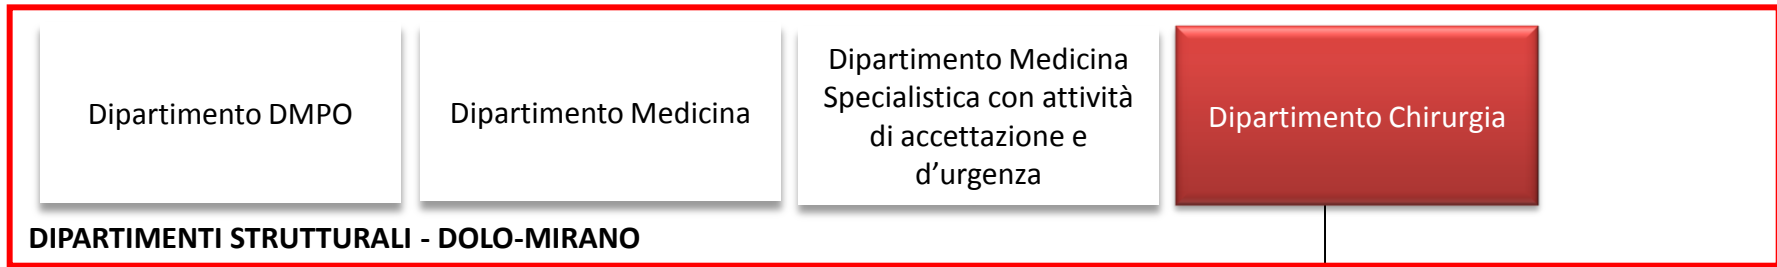 Dipartimento DMPO
Dipartimento Medicina
Dipartimento Medicina
Specialistica con attività
di accettazione e
d’urgenza
Dipartimento Chirurgia
DIPARTIMENTI STRUTTURALI - DOLO-MIRANO